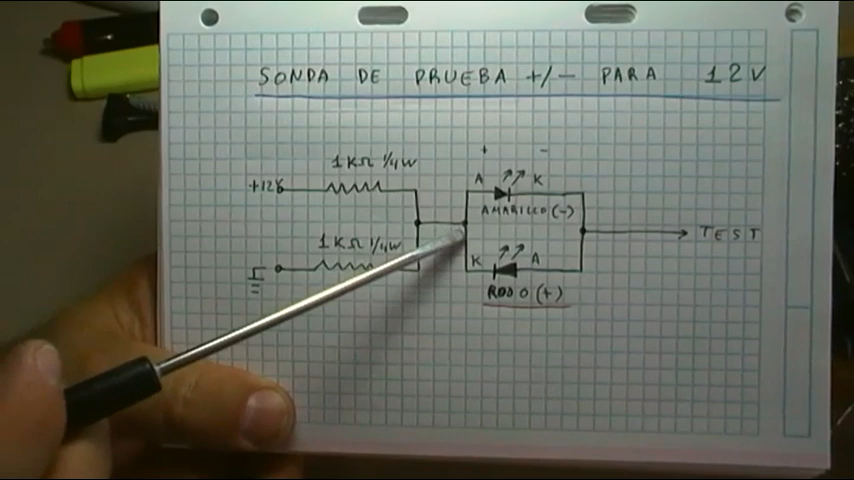 SONDA DE PRUEBA +/- PARA 12V
1KΩ 1/4W
+12V
+ -
A K
AMARILLO (-)
TEST
1KΩ 1/4W
K A
ROJO (+)